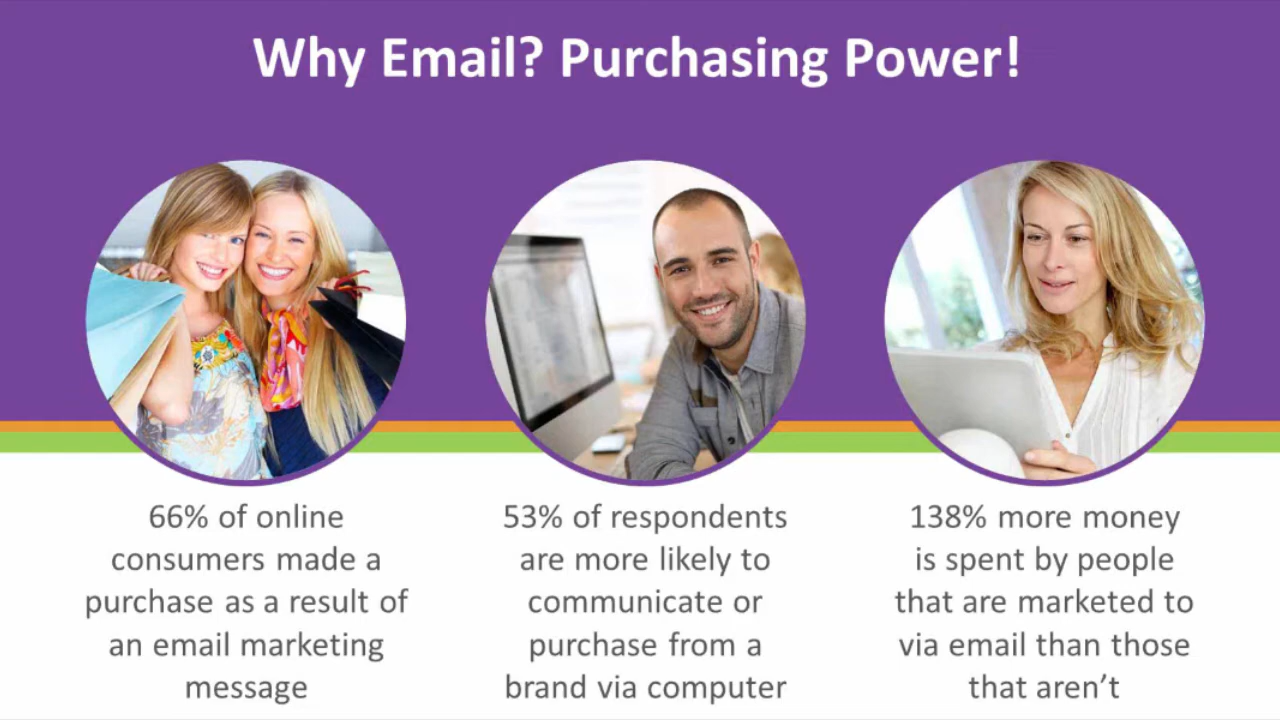 Why Email? Purchasing Power!
66% of online
consumers made a
purchase as a result of
an email marketing
message
53% of respondents
are more likely to
communicate or
purchase from a
brand via computer
138% more money
is spent by people
that are marketed to
via email than those
that aren’t